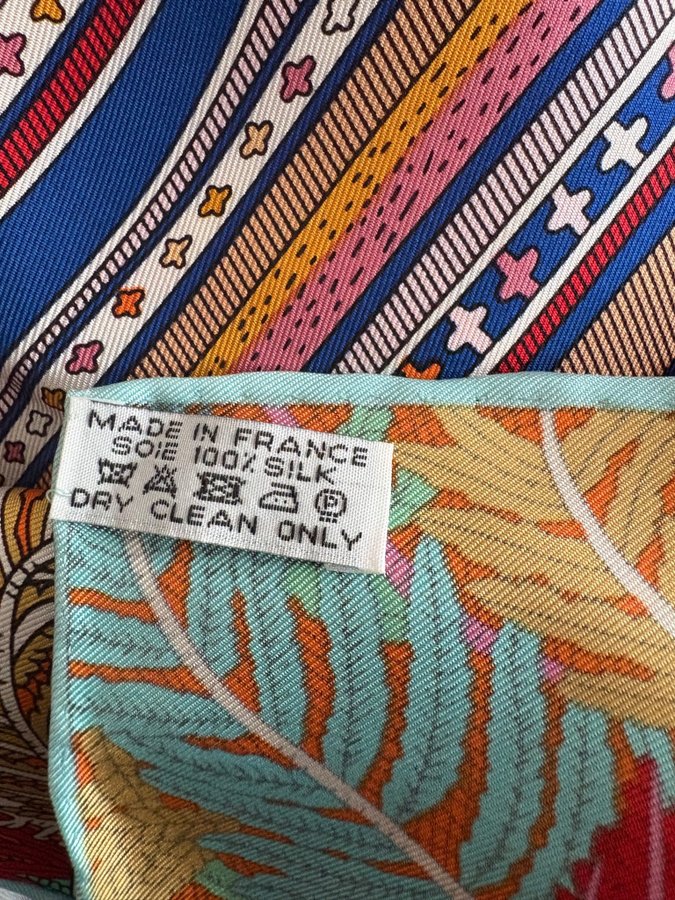 MADE IN FRANCE
SOIE 100% SILK
P
DRY CLEAN ONLY